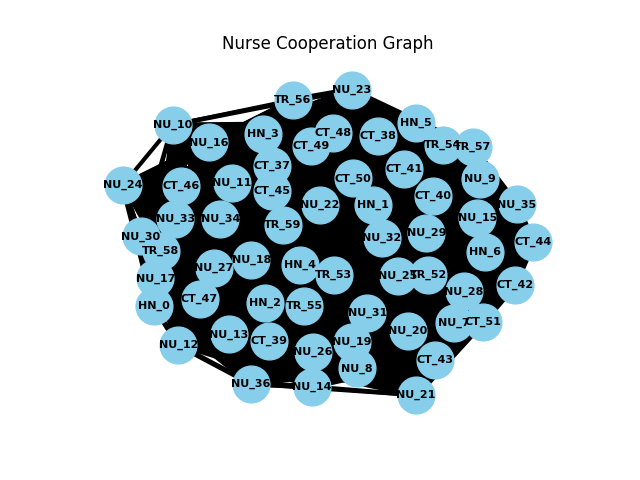 Nurse Cooperation Graph
NU_23
TR_56
NU_10
HN_5
HN_3
CT_48
CT_38
NU_16
CT_49
TR_54
TR_57
CT_37
CT_41
NU_24
CT_46
NU_11
CT_45
CT_50
NU_9
CT_40
NU_22
HN_1
NU_35
NU_33
NU_34
TR_59
NU_15
NU_30
NU_32
NU_29
CT_44
TR_58
HN_6
NU_18
NU_27
HN_4
TR_53
NU_17
NU_25
TR_52
CT_42
NU_28
HN_0
CT_47
HN_2
TR_55
NU_31
NU_7
CT_51
NU_13
NU_20
NU_12
CT_39
NU_19
NU_26
CT_43
NU_8
NU_36
NU_14
NU_21